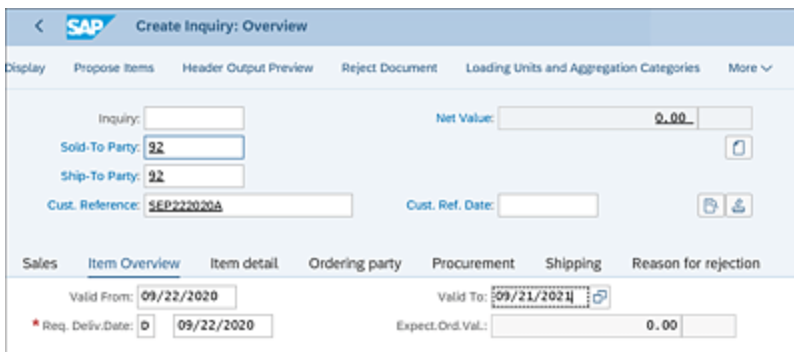 SAP Create Inquiry: Overview
Display Propose Items Header Output Preview Reject Document Loading Units and Aggregation Categories More
Inquiry: Net Value: 0.00
Sold-To Party: 92
Ship-To Party: 92
Cust. Reference: SEP222020A Cust. Ref. Date:
Sales Item Overview Item detail Ordering party Procurement Shipping Reason for rejection
Valid From: 09/22/2020 Valid To: 09/21/2021
* Req. Deliv.Date: D 09/22/2020 Expect.Ord.Val.: 0.00